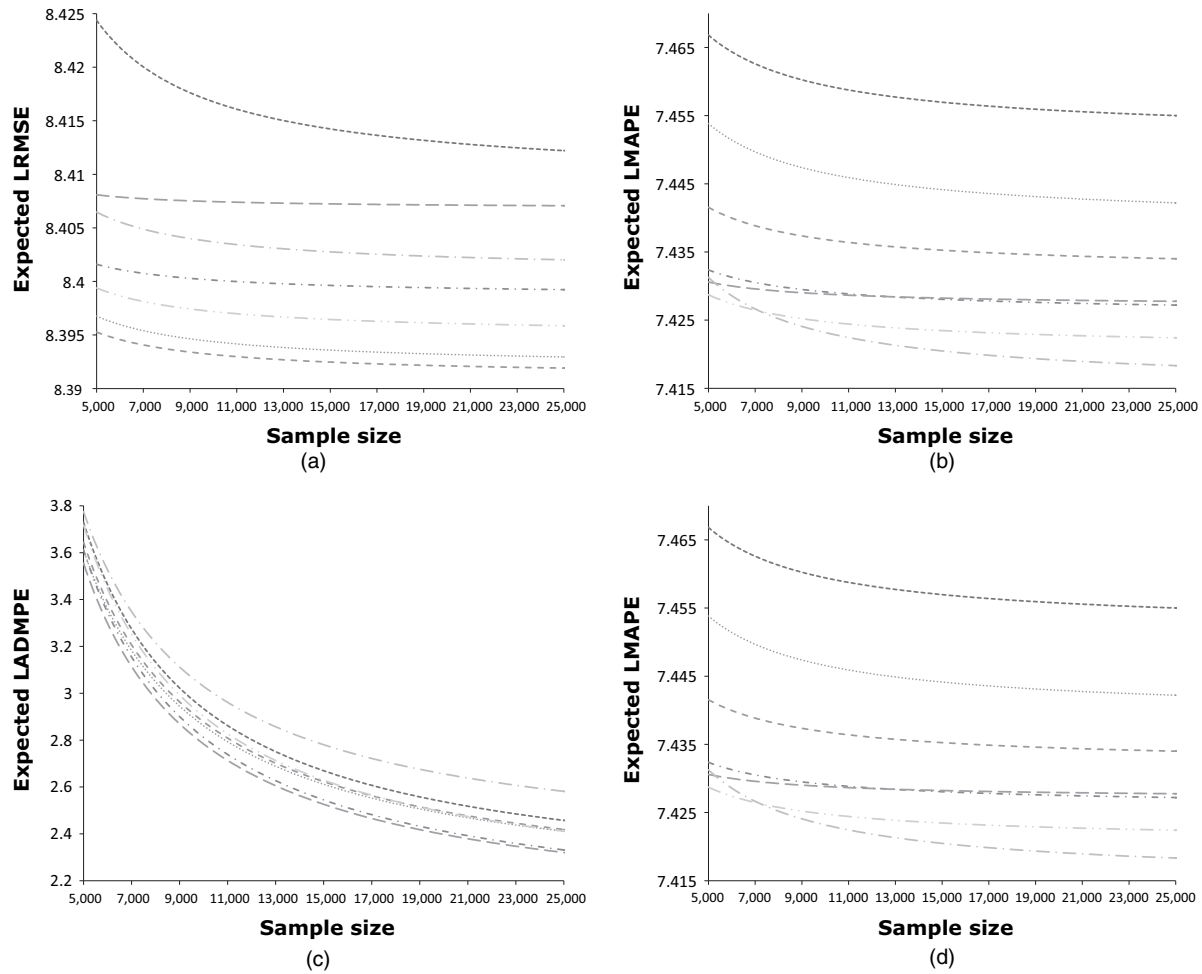 8.425
8.42
8.415
8.41
8.405
8.4
8.395
8.39
Expected LRMSE
5,000 7,000 9,000 11,000 13,000 15,000 17,000 19,000 21,000 23,000 25,000
Sample size
(a)
7.465
7.455
7.445
7.435
7.425
7.415
Expected LMAPE
5,000 7,000 9,000 11,000 13,000 15,000 17,000 19,000 21,000 23,000 25,000
Sample size
(b)
3.8
3.6
3.4
3.2
3
2.8
2.6
2.4
2.2
Expected LADMPE
5,000 7,000 9,000 11,000 13,000 15,000 17,000 19,000 21,000 23,000 25,000
Sample size
(c)
7.465
7.455
7.445
7.435
7.425
7.415
Expected LMAPE
5,000 7,000 9,000 11,000 13,000 15,000 17,000 19,000 21,000 23,000 25,000
Sample size
(d)